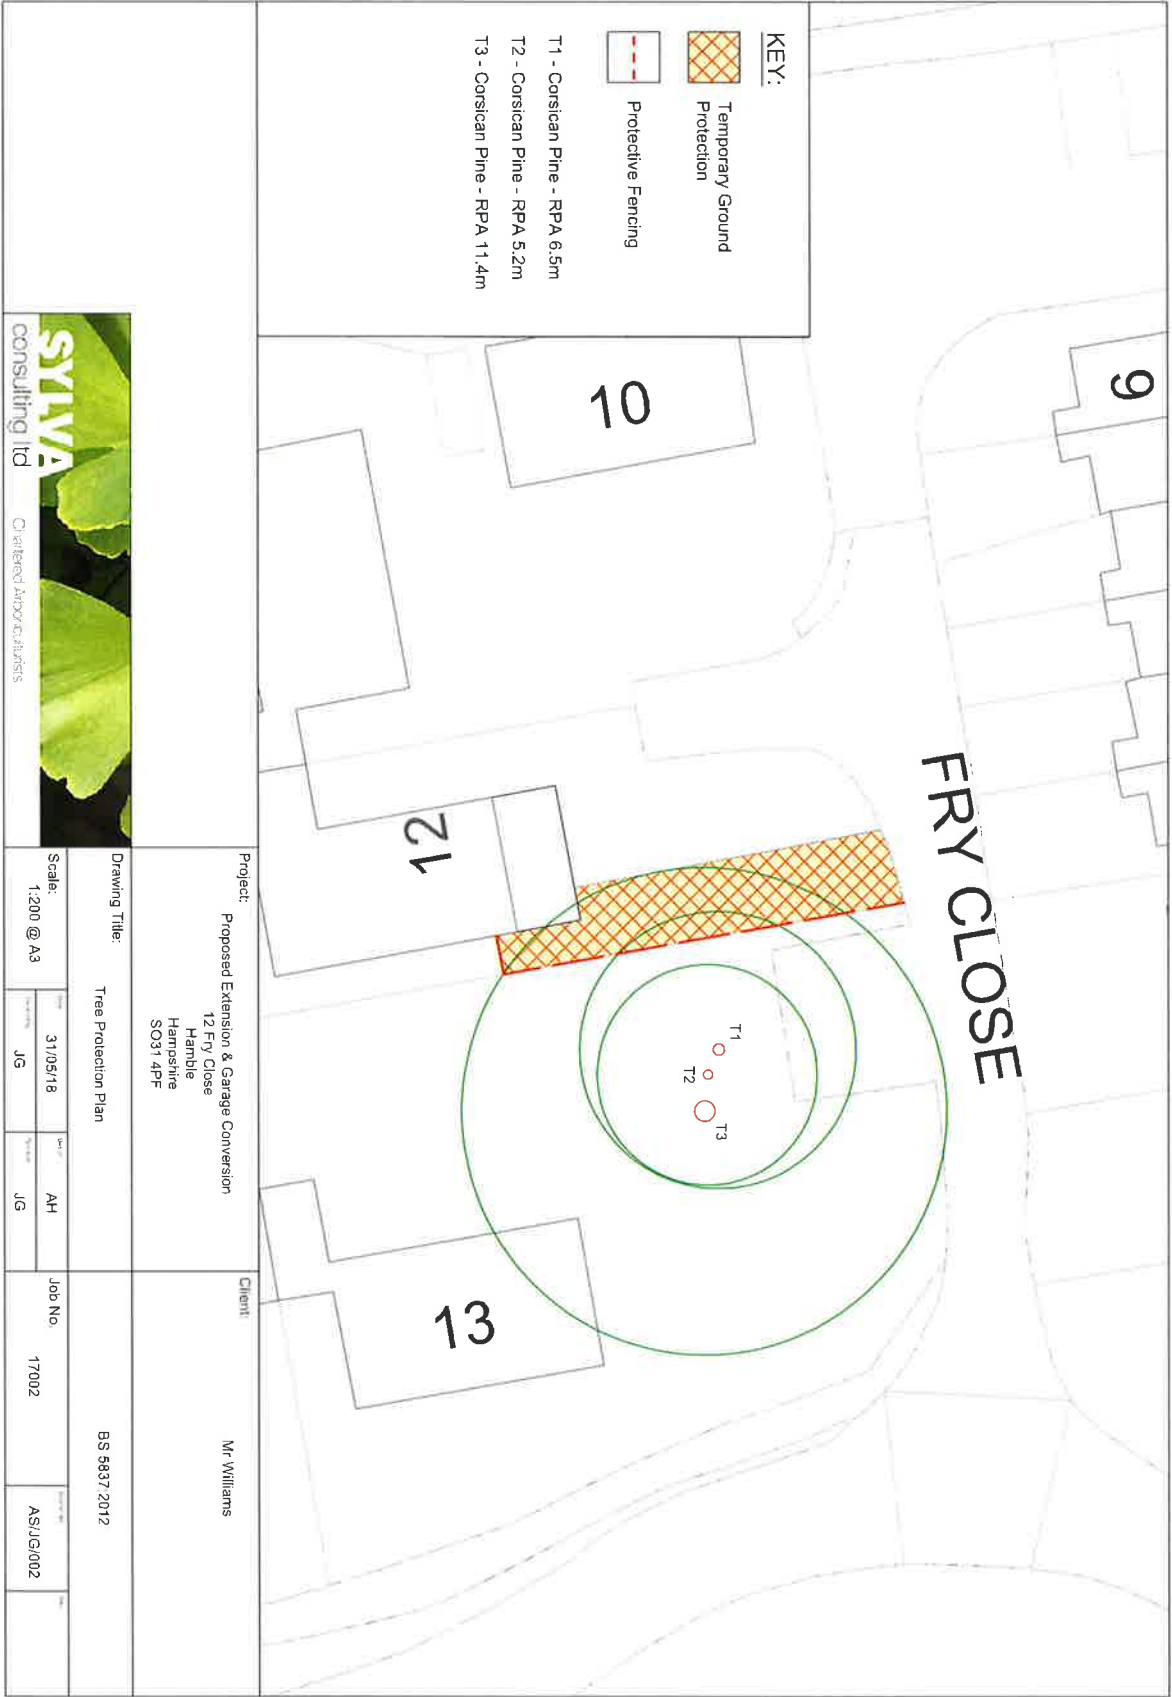 KEY:
Temporary Ground
Protection
Protective Fencing
T1 - Corsican Pine - RPA 6.5m
T2 - Corsican Pine - RPA 5.2m
T3 - Corsican Pine - RPA 11.4m
9
10
FRY CLOSE
12
T1
T2
T3
13
SYLVA
consulting ltd
Chartered Arboriculturists
Project:
Proposed Extension & Garage Conversion
12 Fry Close
Hamble
Hampshire
SO31 4PF
Client:
Mr Williams
Drawing Title:
Tree Protection Plan
BS 5837:2012
Scale:
1:200 @ A3
31/05/18
AH
JG
JG
Job No.
17002
AS/JG/002